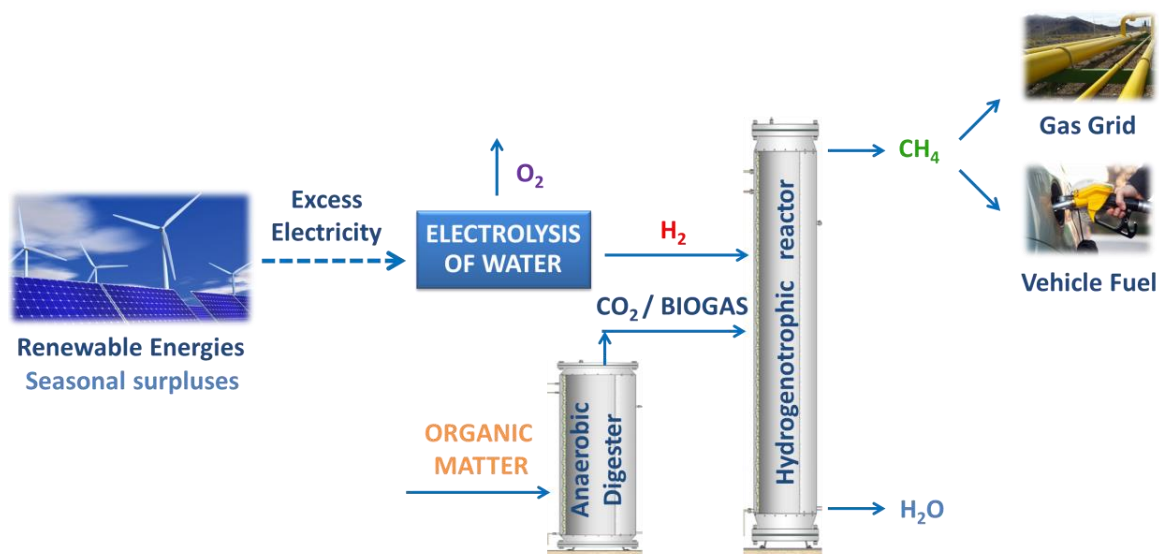 Renewable Energies
Seasonal surpluses
Excess
Electricity
O₂
ELECTROLYSIS
OF WATER
H₂
CO₂ / BIOGAS
ORGANIC
MATTER
Anaerobic
Digester
Hydrogenotrophic reactor
CH₄
Gas Grid
Vehicle Fuel
H₂O